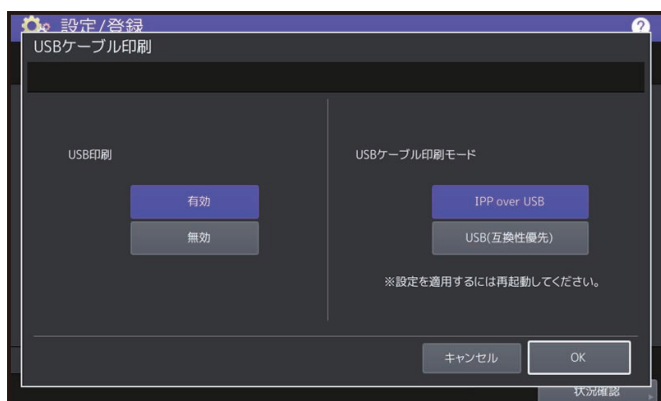 設定/登録
?
USBケーブル印刷
USB印刷
有効
無効
USBケーブル印刷モード
IPP over USB
USB(互換性優先)
※設定を適用するには再起動してください。
キャンセル
OK
状況確認